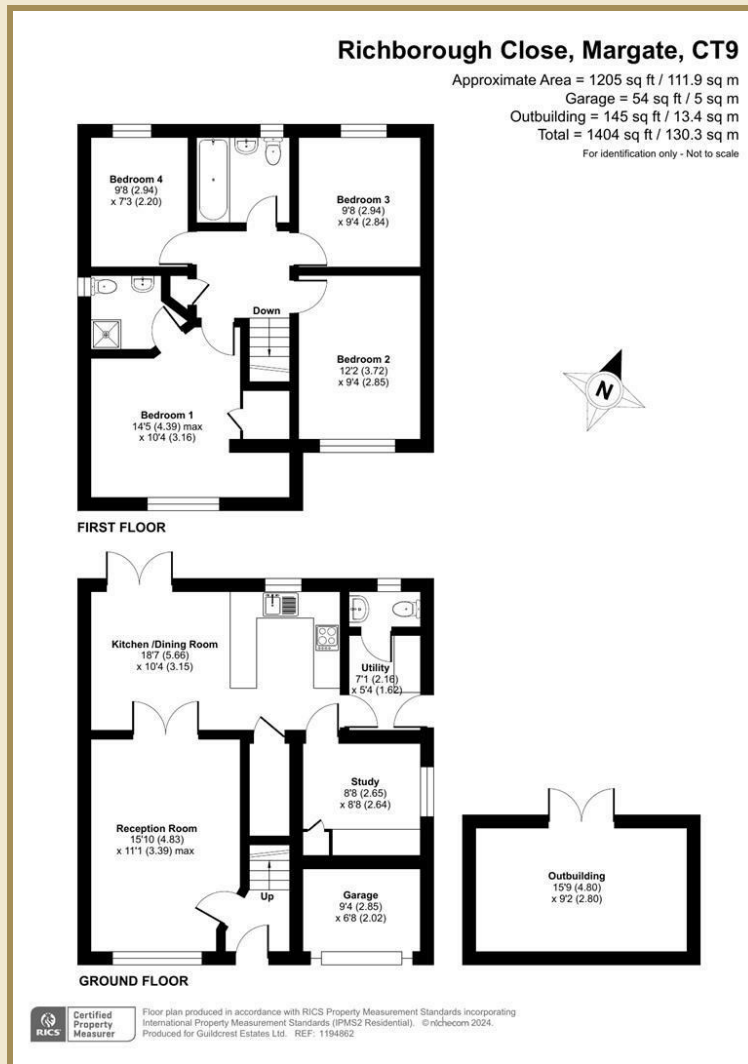 Richborough Close, Margate, CT9
Approximate Area = 1205 sq ft / 111.9 sq m
Garage = 54 sq ft / 5 sq m
Outbuilding = 145 sq ft / 13.4 sq m
Total = 1404 sq ft / 130.3 sq m
For identification only - Not to scale
Bedroom 4
9'8 (2.94)
x 7'3 (2.20)
Bedroom 3
9'8 (2.94)
x 9'4 (2.84)
Down
Bedroom 2
12'2 (3.72)
x 9'4 (2.85)
Bedroom 1
14'5 (4.39) max
x 10'4 (3.16)
N
FIRST FLOOR
Kitchen /Dining Room
18'7 (5.66)
x 10'4 (3.15)
Utility
7'1 (2.16)
x 5'4 (1.62)
Study
8'8 (2.65)
x 8'8 (2.64)
Reception Room
15'10 (4.83)
x 11'1 (3.39) max
Up
Garage
9'4 (2.85)
x 6'8 (2.02)
Outbuilding
15'9 (4.80)
x 9'2 (2.80)
GROUND FLOOR
RICS
Certified
Property
Measurer
Floor plan produced in accordance with RICS Property Measurement Standards incorporating
International Property Measurement Standards (IPMS2 Residential). © nichecom 2024.
Produced for Guildcrest Estates Ltd. REF: 1194862